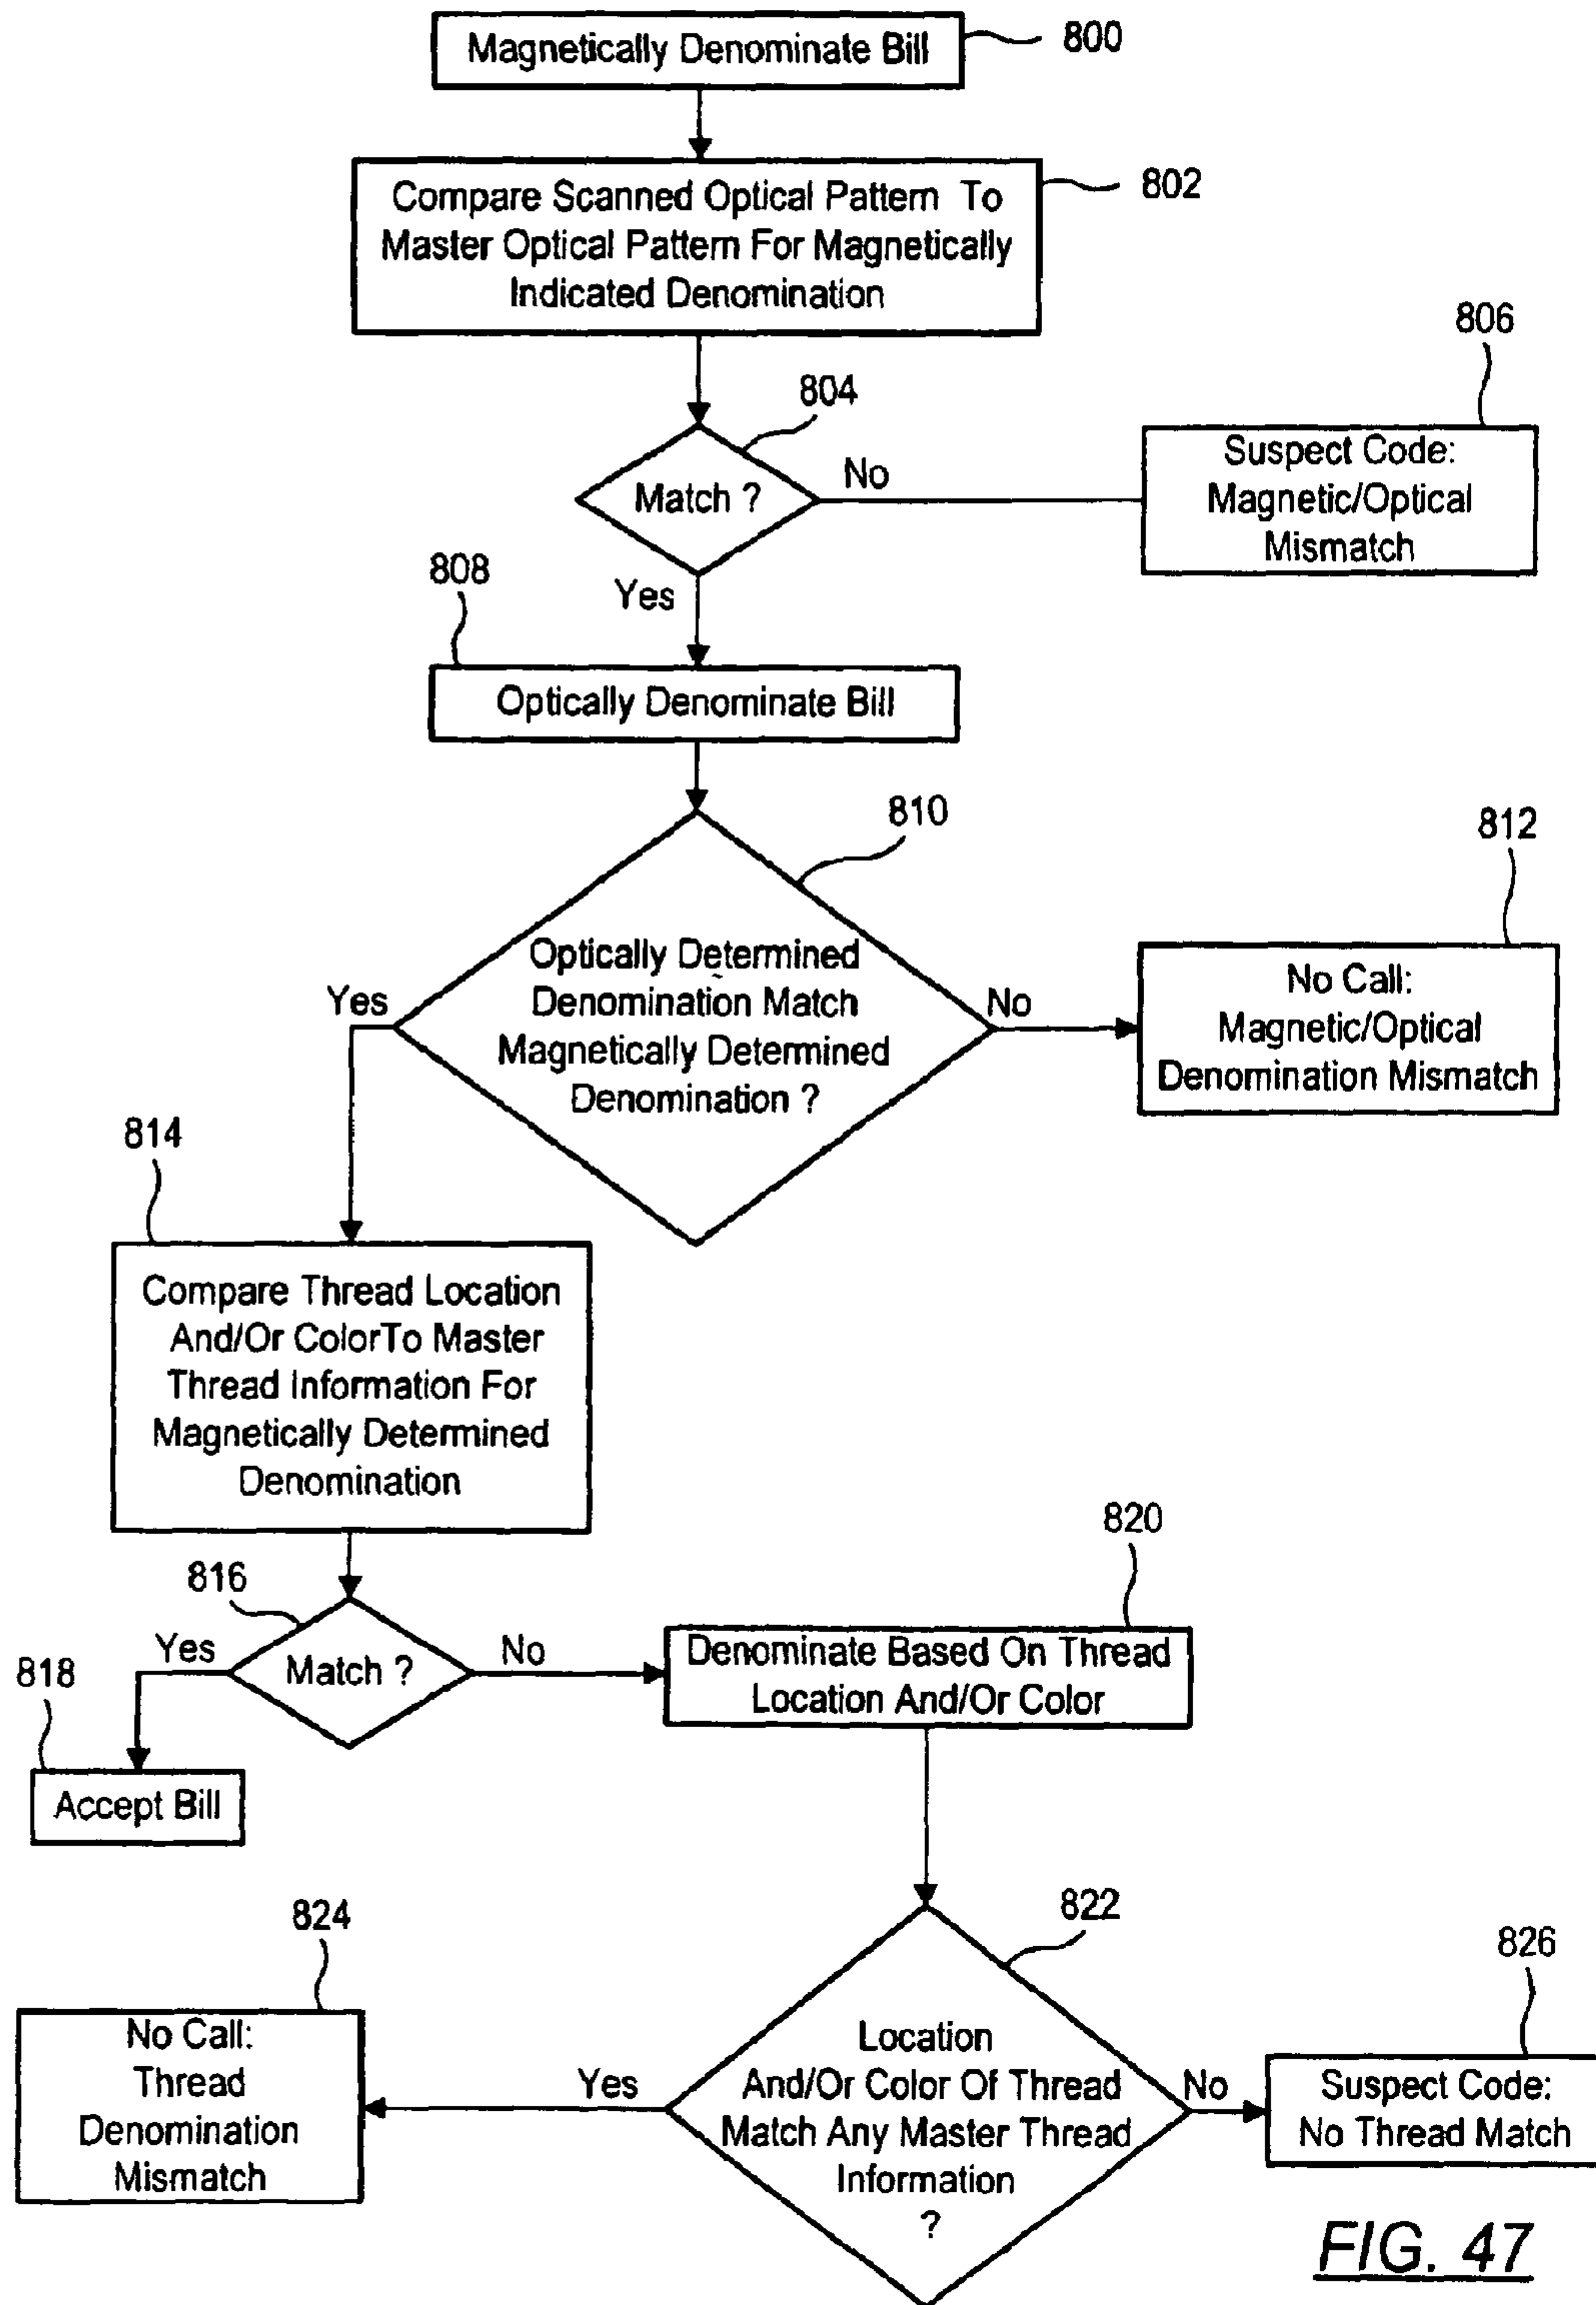 Magnetically Denominate Bill
800
Compare Scanned Optical Pattern To
Master Optical Pattern For Magnetically
Indicated Denomination
802
804
Match ?
No
806
Suspect Code:
Magnetic/Optical
Mismatch
Yes
808
Optically Denominate Bill
810
Optically Determined
Denomination Match
Magnetically Determined
Denomination ?
Yes
No
812
No Call:
Magnetic/Optical
Denomination Mismatch
814
Compare Thread Location
And/Or ColorTo Master
Thread Information For
Magnetically Determined
Denomination
816
Match ?
Yes
No
818
Accept Bill
820
Denominate Based On Thread
Location And/Or Color
822
Location
And/Or Color Of Thread
Match Any Master Thread
Information
?
Yes
No
824
No Call:
Thread
Denomination
Mismatch
826
Suspect Code:
No Thread Match
FIG. 47